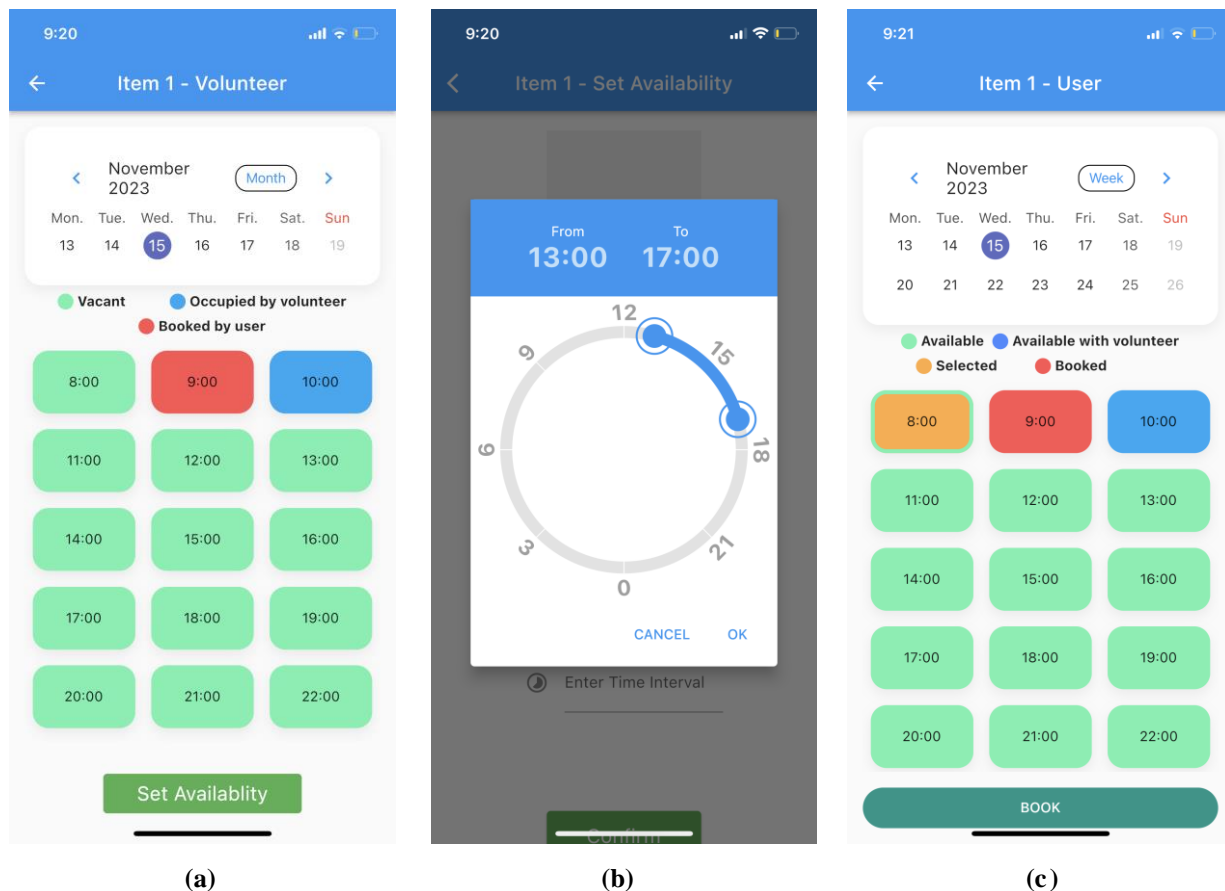 9:20
Item 1 - Volunteer
November
2023
Month
Mon. Tue. Wed. Thu. Fri. Sat. Sun
13 14 15 16 17 18 19
Vacant Occupied by volunteer
Booked by user
8:00 9:00 10:00
11:00 12:00 13:00
14:00 15:00 16:00
17:00 18:00 19:00
20:00 21:00 22:00
Set Availablity
(a)
9:20
Item 1 - Set Availability
From To
13:00 17:00
12
15
18
21
0
3
6
9
CANCEL OK
Enter Time Interval
Confirm
(b)
9:21
Item 1 - User
November
2023
Week
Mon. Tue. Wed. Thu. Fri. Sat. Sun
13 14 15 16 17 18 19
20 21 22 23 24 25 26
Available Available with volunteer
Selected Booked
8:00 9:00 10:00
11:00 12:00 13:00
14:00 15:00 16:00
17:00 18:00 19:00
20:00 21:00 22:00
BOOK
(c)